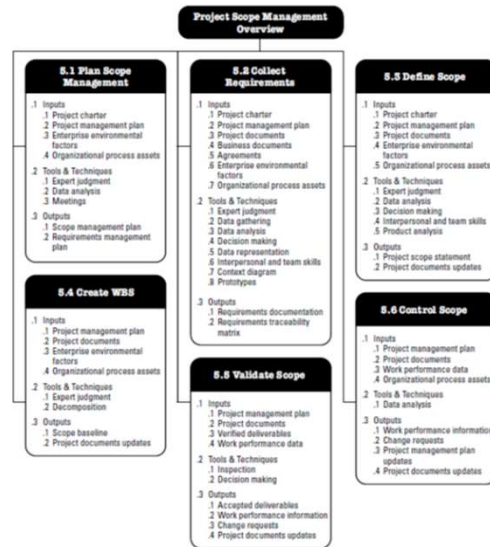 Project Scope Management
Overview
5.1 Plan Scope
Management
.1 Inputs
.1 Project charter
.2 Project management plan
.3 Enterprise environmental
factors
.4 Organizational process assets
.2 Tools & Techniques
.1 Expert judgment
.2 Data analysis
.3 Meetings
.3 Outputs
.1 Scope management plan
.2 Requirements management
plan
5.2 Collect
Requirements
.1 Inputs
.1 Project charter
.2 Project management plan
.3 Project documents
.4 Business documents
.5 Agreements
.6 Enterprise environmental
factors
.7 Organizational process assets
.2 Tools & Techniques
.1 Expert judgment
.2 Data gathering
.3 Data analysis
.4 Decision making
.5 Data representation
.6 Interpersonal and team skills
.7 Context diagram
.8 Prototypes
.3 Outputs
.1 Requirements documentation
.2 Requirements traceability
matrix
5.3 Define Scope
.1 Inputs
.1 Project charter
.2 Project management plan
.3 Project documents
.4 Enterprise environmental
factors
.5 Organizational process assets
.2 Tools & Techniques
.1 Expert judgment
.2 Data analysis
.3 Decision making
.4 Interpersonal and team skills
.5 Product analysis
.3 Outputs
.1 Project scope statement
.2 Project documents updates
5.4 Create WBS
.1 Inputs
.1 Project management plan
.2 Project documents
.3 Enterprise environmental
factors
.4 Organizational process assets
.2 Tools & Techniques
.1 Expert judgment
.2 Decomposition
.3 Outputs
.1 Scope baseline
.2 Project documents updates
5.5 Validate Scope
.1 Inputs
.1 Project management plan
.2 Project documents
.3 Verified deliverables
.4 Work performance data
.2 Tools & Techniques
.1 Inspection
.2 Decision making
.3 Outputs
.1 Accepted deliverables
.2 Work performance information
.3 Change requests
.4 Project documents updates
5.6 Control Scope
.1 Inputs
.1 Project management plan
.2 Project documents
.3 Work performance data
.4 Organizational process assets
.2 Tools & Techniques
.1 Data analysis
.3 Outputs
.1 Work performance information
.2 Change requests
.3 Project management plan
updates
.4 Project documents updates